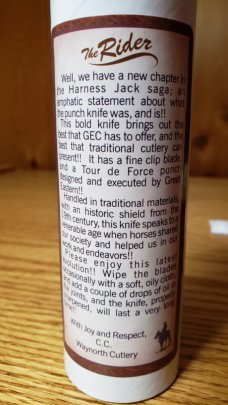 The Rider
Well, we have a new chapter in
the Harness Jack saga; an
emphatic statement about what
the punch knife was, and is!!
This bold knife brings out the
best that GEC has to offer, and the
best that traditional cutlery can
present!! It has a fine clip blade,
and a Tour de Force punch
designed and executed by Great
Eastern!!
Handled in traditional materials,
with an historic shield from the
19th century, this knife speaks to a
venerable age when horses shared
our society and helped us in our
work and endeavors!!
Please enjoy this latest
evolution!! Wipe the blades
occasionally with a soft, oily cloth,
and add a couple of drops of oil in
the joints, and the knife, properly
sharpened, will last a very long
time!!
With Joy and Respect,
C.C.
Waynorth Cutlery